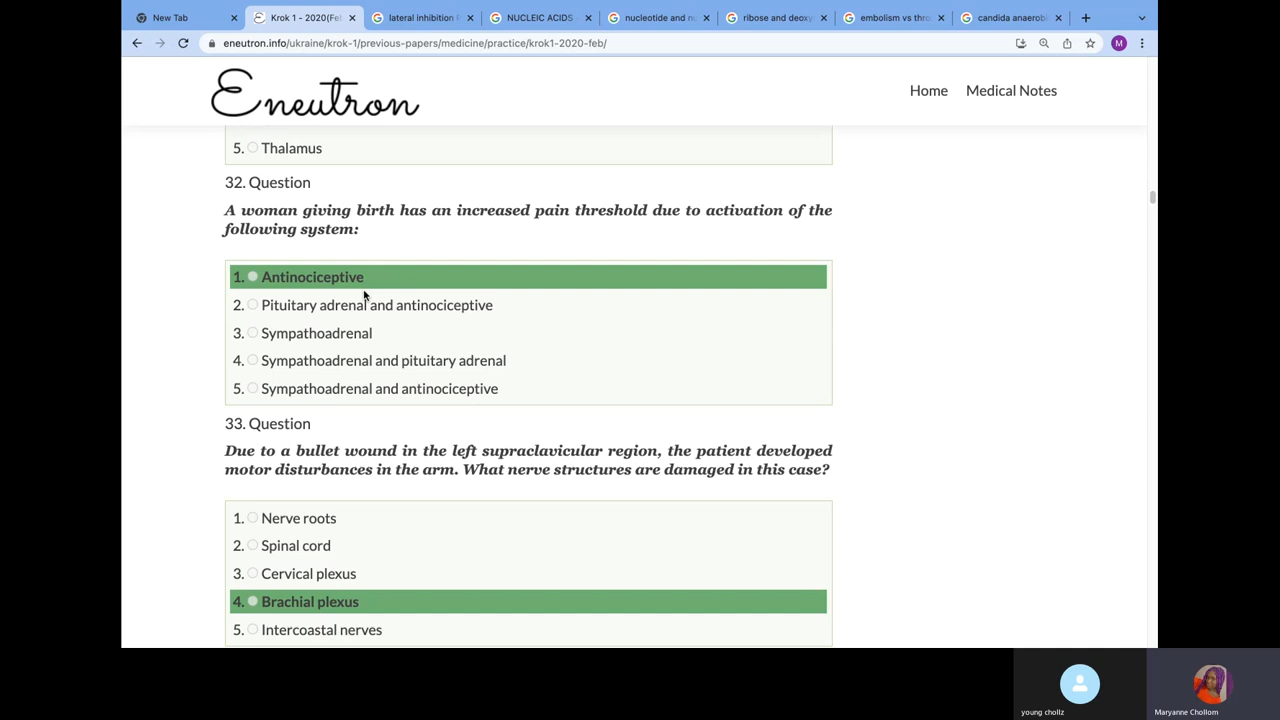 New Tab
Krok 1 - 2020(Feb
lateral inhibition
NUCLEIC ACIDS
nucleotide and nu
ribose and deoxy
embolism vs thro
candida anaerob
eneutron.info/ukraine/krok-1/previous-papers/medicine/practice/krok1-2020-feb/
M
Eneutron
Home
Medical Notes
5. Thalamus
32. Question
A woman giving birth has an increased pain threshold due to activation of the
following system:
1. Antinociceptive
2. Pituitary adrenal and antinociceptive
3. Sympathoadrenal
4. Sympathoadrenal and pituitary adrenal
5. Sympathoadrenal and antinociceptive
33. Question
Due to a bullet wound in the left supraclavicular region, the patient developed
motor disturbances in the arm. What nerve structures are damaged in this case?
1. Nerve roots
2. Spinal cord
3. Cervical plexus
4. Brachial plexus
5. Intercoastal nerves
young chollz
Maryanne Chollom